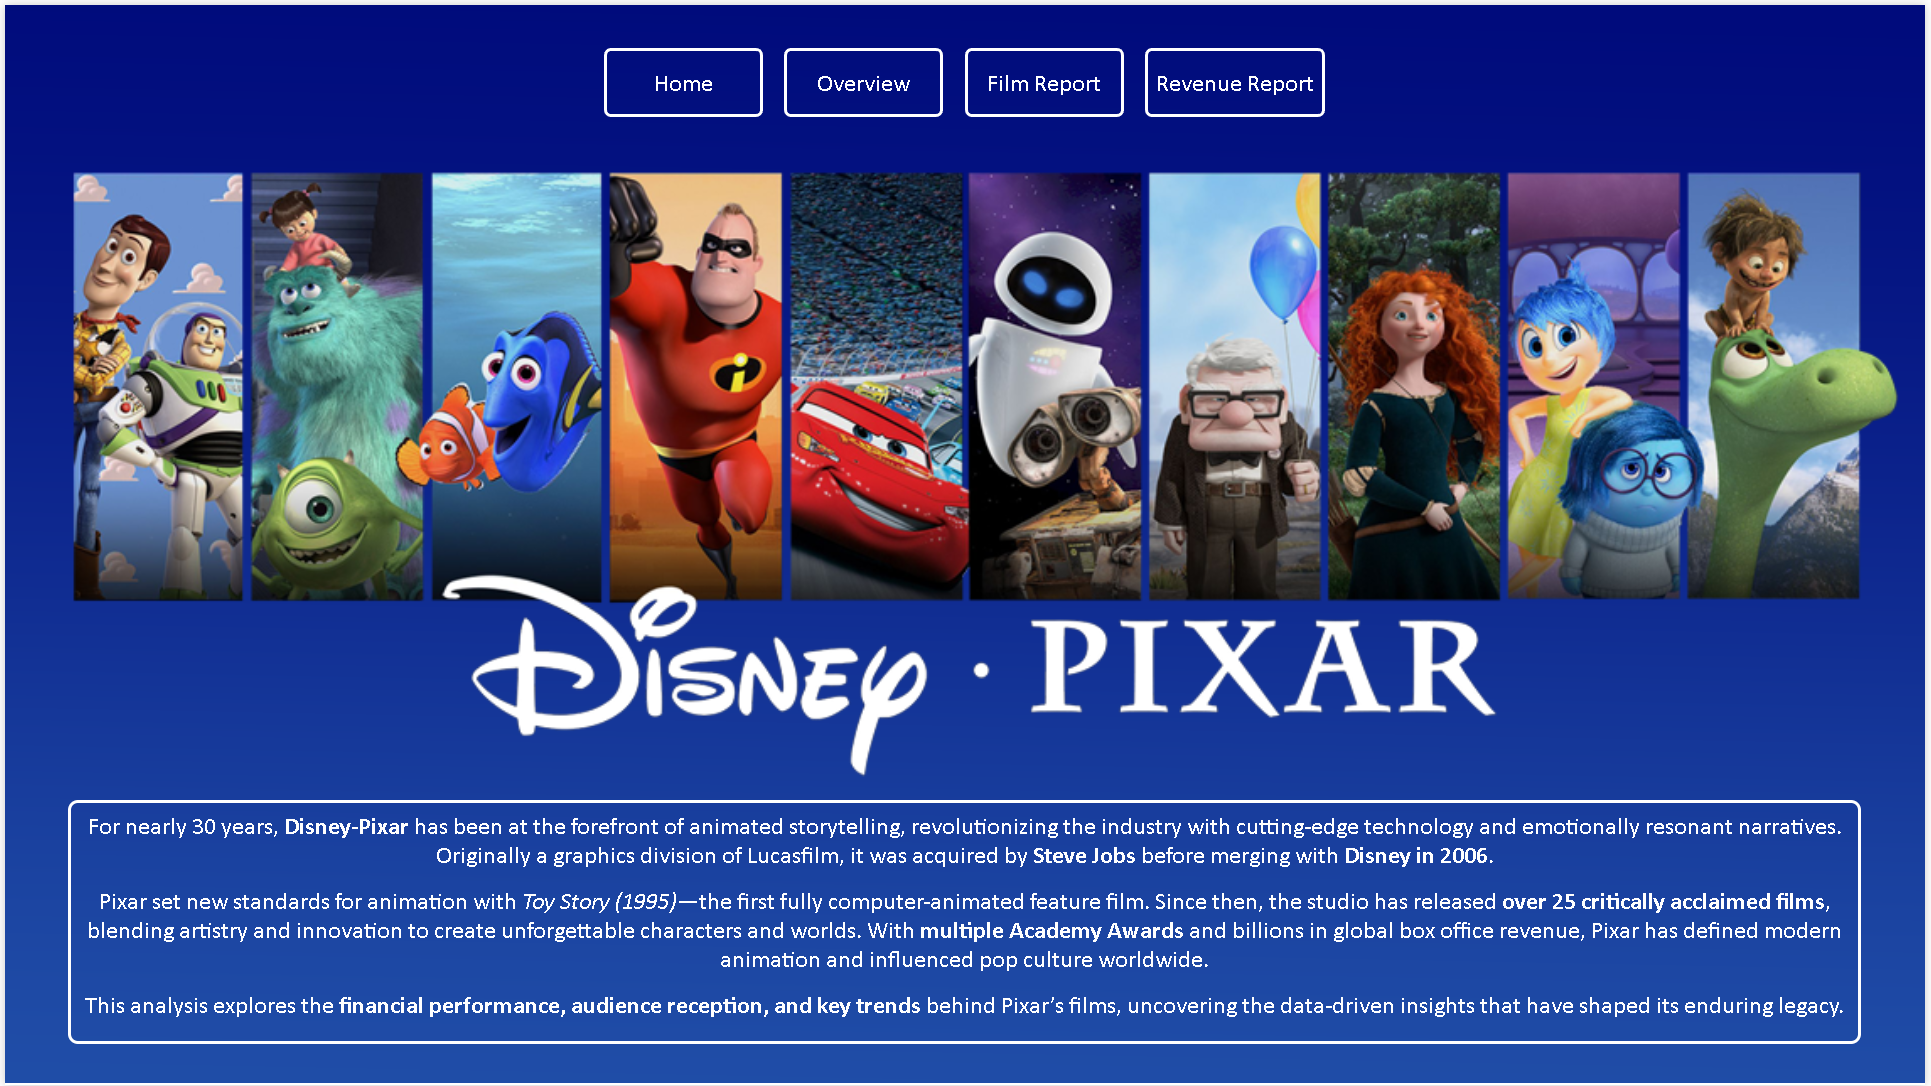 Home
Overview
Film Report
Revenue Report
Disney · PIXAR
For nearly 30 years, Disney-Pixar has been at the forefront of animated storytelling, revolutionizing the industry with cutting-edge technology and emotionally resonant narratives.
Originally a graphics division of Lucasfilm, it was acquired by Steve Jobs before merging with Disney in 2006.
Pixar set new standards for animation with Toy Story (1995)—the first fully computer-animated feature film. Since then, the studio has released over 25 critically acclaimed films,
blending artistry and innovation to create unforgettable characters and worlds. With multiple Academy Awards and billions in global box office revenue, Pixar has defined modern
animation and influenced pop culture worldwide.
This analysis explores the financial performance, audience reception, and key trends behind Pixar’s films, uncovering the data-driven insights that have shaped its enduring legacy.